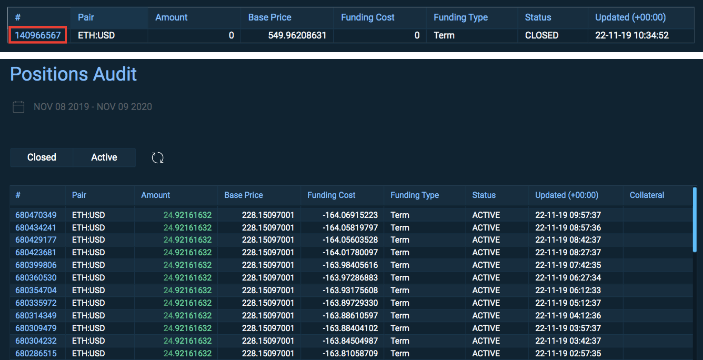 # Pair Amount Base Price Funding Cost Funding Type Status Updated (+00:00)
140966567 ETH:USD 0 549.96208631 0 Term CLOSED 22-11-19 10:34:52
Positions Audit
NOV 08 2019 - NOV 09 2020
Closed Active
# Pair Amount Base Price Funding Cost Funding Type Status Updated (+00:00) Collateral
680470349 ETH:USD 24.92161632 228.15097001 -164.06915223 Term ACTIVE 22-11-19 09:57:37
680434241 ETH:USD 24.92161632 228.15097001 -164.05819797 Term ACTIVE 22-11-19 08:57:36
680429177 ETH:USD 24.92161632 228.15097001 -164.05603528 Term ACTIVE 22-11-19 08:42:37
680423681 ETH:USD 24.92161632 228.15097001 -164.01780097 Term ACTIVE 22-11-19 08:27:37
680399806 ETH:USD 24.92161632 228.15097001 -163.98405616 Term ACTIVE 22-11-19 07:42:35
680360530 ETH:USD 24.92161632 228.15097001 -163.97286883 Term ACTIVE 22-11-19 06:27:34
680354704 ETH:USD 24.92161632 228.15097001 -163.93175608 Term ACTIVE 22-11-19 06:12:33
680335972 ETH:USD 24.92161632 228.15097001 -163.89729330 Term ACTIVE 22-11-19 05:12:37
680314349 ETH:USD 24.92161632 228.15097001 -163.88610597 Term ACTIVE 22-11-19 04:12:36
680309479 ETH:USD 24.92161632 228.15097001 -163.88404102 Term ACTIVE 22-11-19 03:57:37
680304232 ETH:USD 24.92161632 228.15097001 -163.84504987 Term ACTIVE 22-11-19 03:42:37
680286515 ETH:USD 24.92161632 228.15097001 -163.81058709 Term ACTIVE 22-11-19 02:57:35